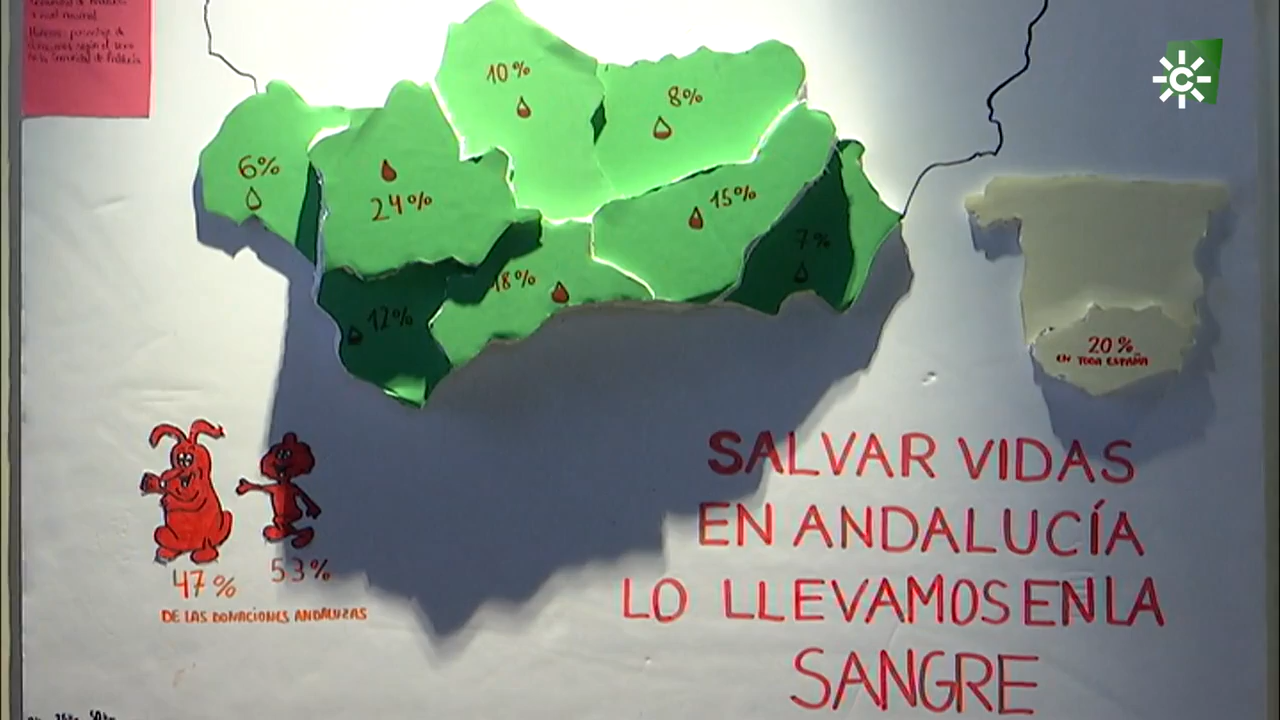 10%
8%
6%
24%
15%
7%
18%
12%
20%
EN TODA ESPAÑA
47%
53%
DE LAS DONACIONES ANDALUZAS
SALVAR VIDAS
EN ANDALUCÍA
LO LLEVAMOS EN LA
SANGRE
C